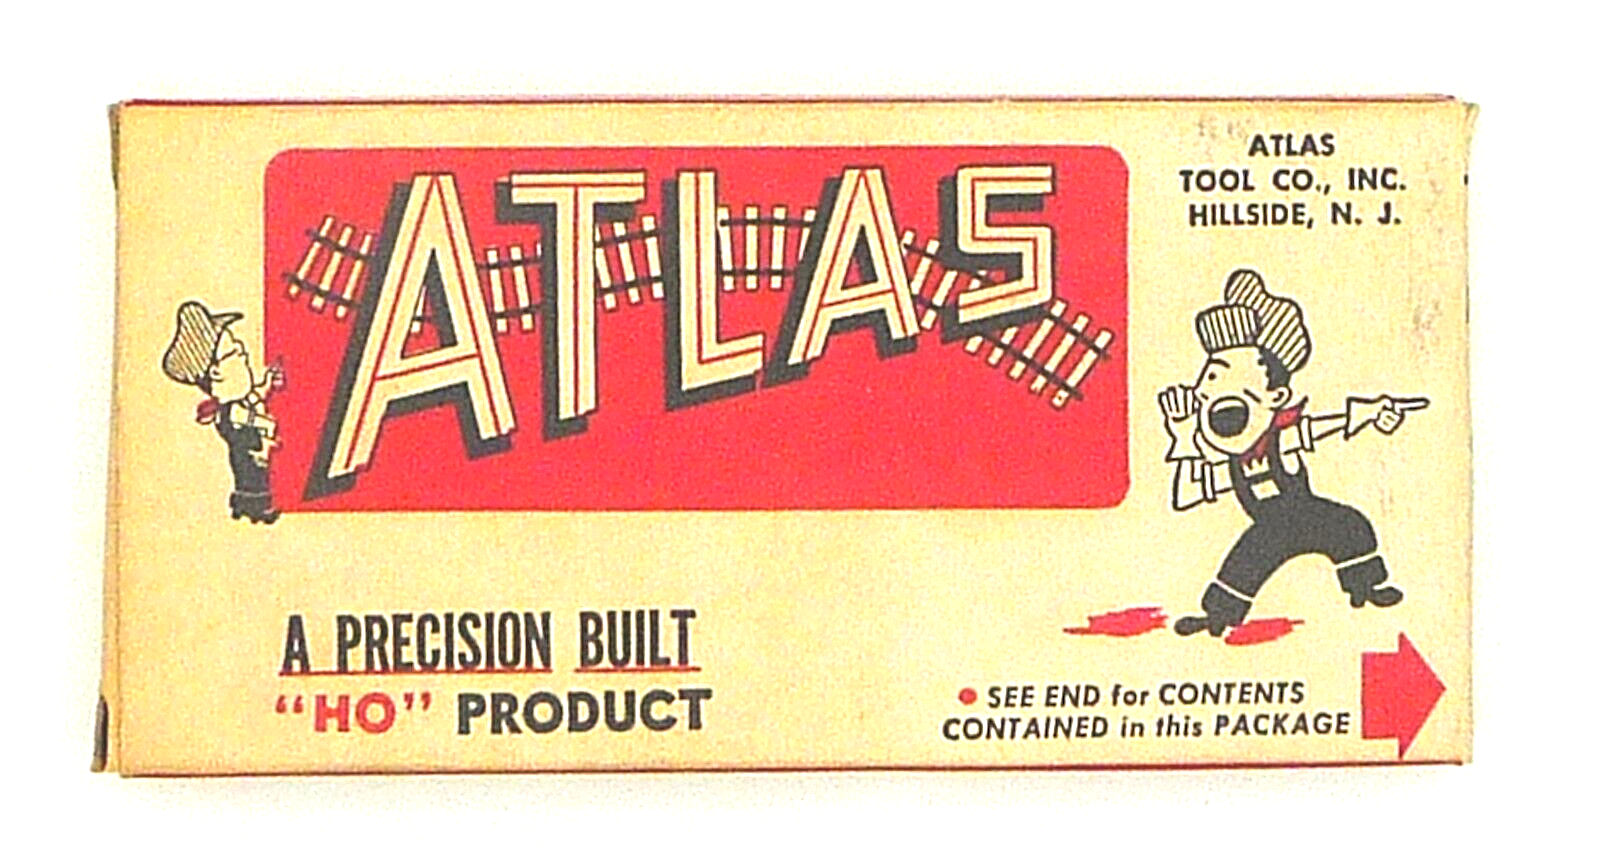 ATLAS
ATLAS
TOOL CO., INC.
HILLSIDE, N. J.
A PRECISION BUILT
"HO" PRODUCT
• SEE END for CONTENTS
CONTAINED in this PACKAGE